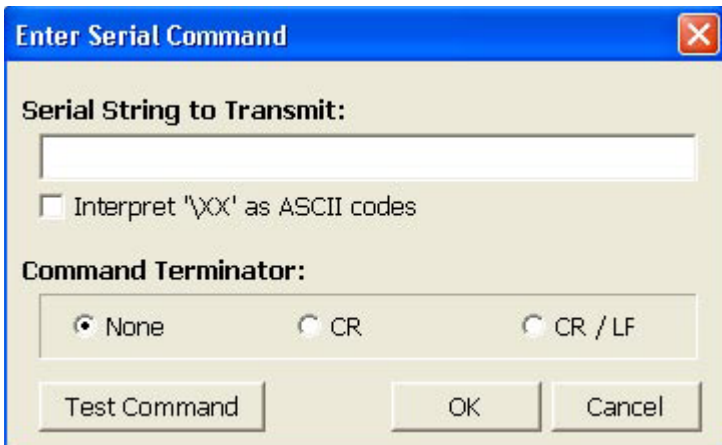 Enter Serial Command
Serial String to Transmit:
Interpret '\XX' as ASCII codes
Command Terminator:
None CR CR / LF
Test Command OK Cancel